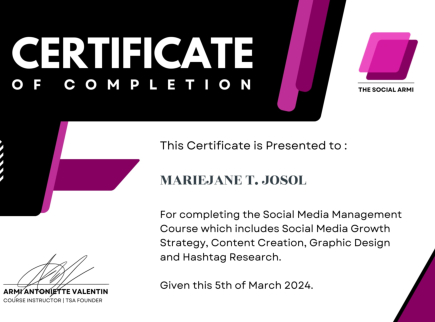 CERTIFICATE
OF COMPLETION
THE SOCIAL ARMI
This Certificate is Presented to :
MARIEJANE T. JOSOL
For completing the Social Media Management
Course which includes Social Media Growth
Strategy, Content Creation, Graphic Design
and Hashtag Research.
Given this 5th of March 2024.
ARMI ANTONIETTE VALENTIN
COURSE INSTRUCTOR | TSA FOUNDER